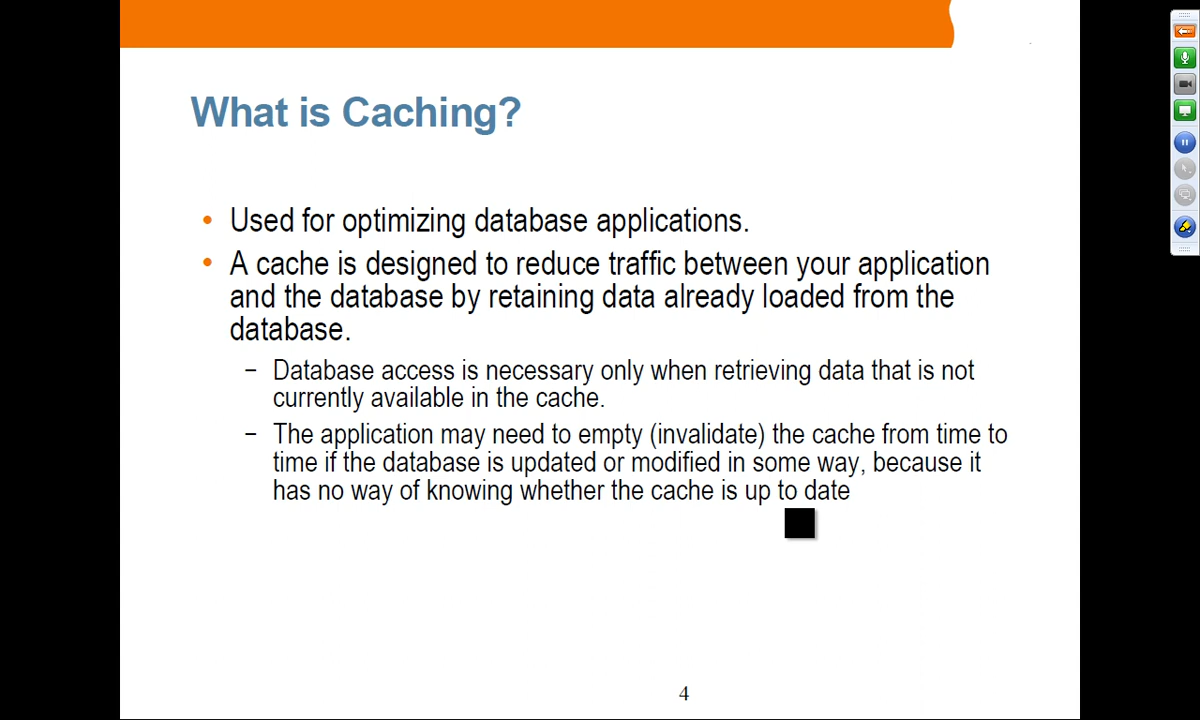 What is Caching?
• Used for optimizing database applications.
• A cache is designed to reduce traffic between your application
and the database by retaining data already loaded from the
database.
– Database access is necessary only when retrieving data that is not
currently available in the cache.
– The application may need to empty (invalidate) the cache from time to
time if the database is updated or modified in some way, because it
has no way of knowing whether the cache is up to date
4